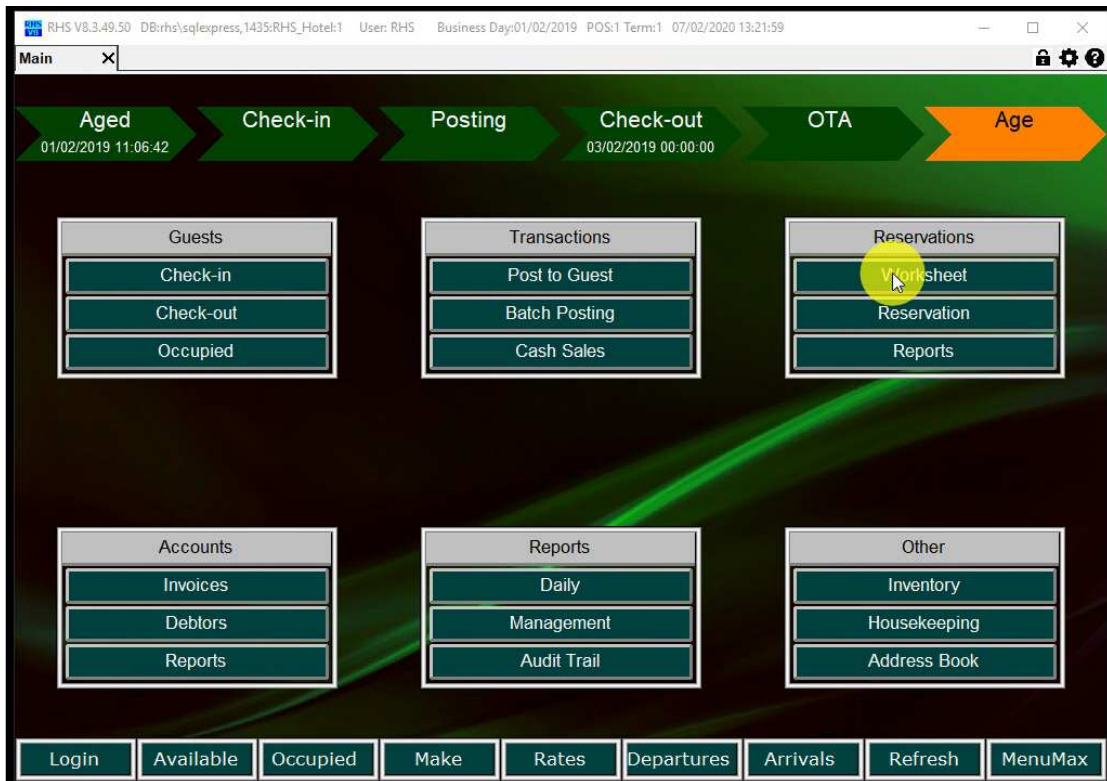 RHS V8.3.49.50 DB:rhs\sqlexpress,1435:RHS_Hotel:1 User: RHS Business Day:01/02/2019 POS:1 Term:1 07/02/2020 13:21:59
Main
Aged Check-in Posting Check-out OTA Age
01/02/2019 11:06:42 03/02/2019 00:00:00
Guests
Check-in
Check-out
Occupied
Transactions
Post to Guest
Batch Posting
Cash Sales
Reservations
Worksheet
Reservation
Reports
Accounts
Invoices
Debtors
Reports
Reports
Daily
Management
Audit Trail
Other
Inventory
Housekeeping
Address Book
Login Available Occupied Make Rates Departures Arrivals Refresh MenuMax